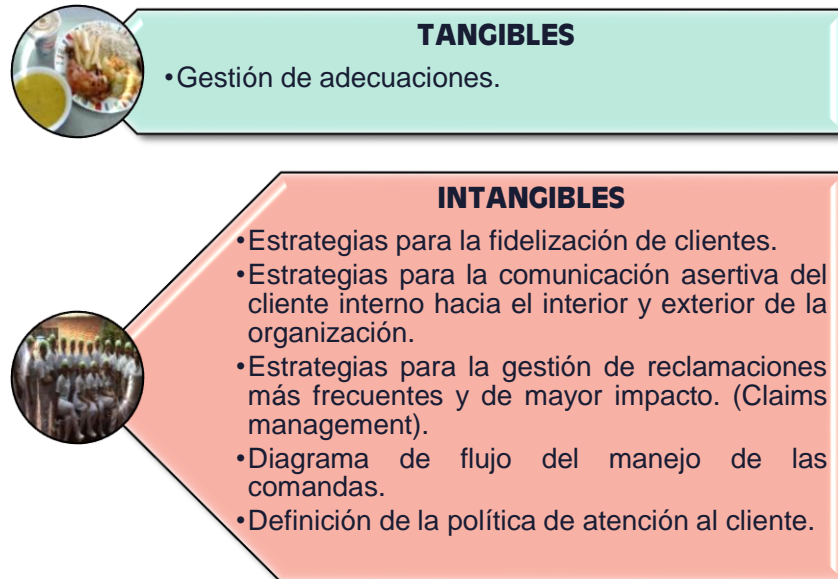 TANGIBLES
•Gestión de adecuaciones.
INTANGIBLES
•Estrategias para la fidelización de clientes.
•Estrategias para la comunicación asertiva del
cliente interno hacia el interior y exterior de la
organización.
•Estrategias para la gestión de reclamaciones
más frecuentes y de mayor impacto. (Claims
management).
•Diagrama de flujo del manejo de las
comandas.
•Definición de la política de atención al cliente.